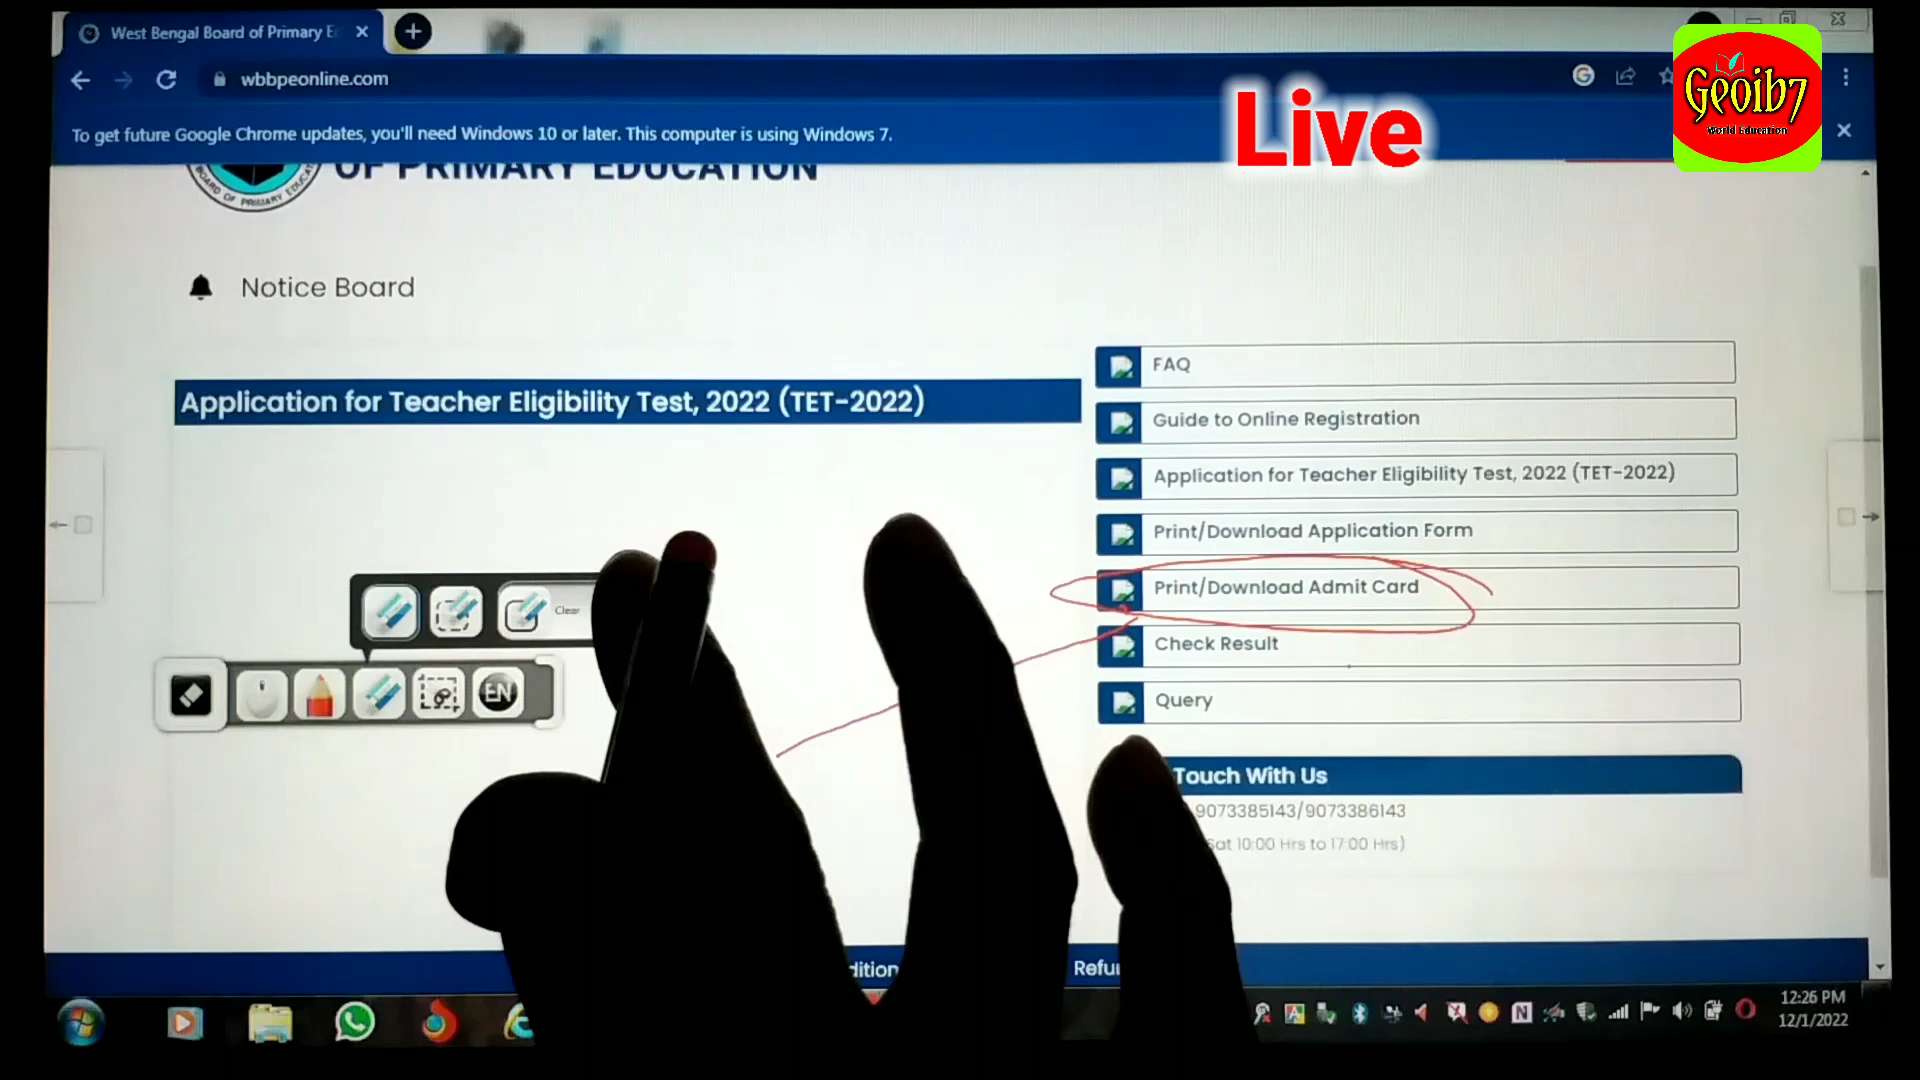 West Bengal Board of Primary E
wbbpeonline.com
To get future Google Chrome updates, you'll need Windows 10 or later. This computer is using Windows 7.
Live
Geoib7
World Education
OF PRIMARY EDUCATION
BOARD OF PRIMARY
Notice Board
Application for Teacher Eligibility Test, 2022 (TET-2022)
FAQ
Guide to Online Registration
Application for Teacher Eligibility Test, 2022 (TET-2022)
Print/Download Application Form
Print/Download Admit Card
Check Result
Query
Clear
EN
Touch With Us
9073385143/9073386143
Sat 10:00 Hrs to 17:00 Hrs)
12:26 PM
12/1/2022